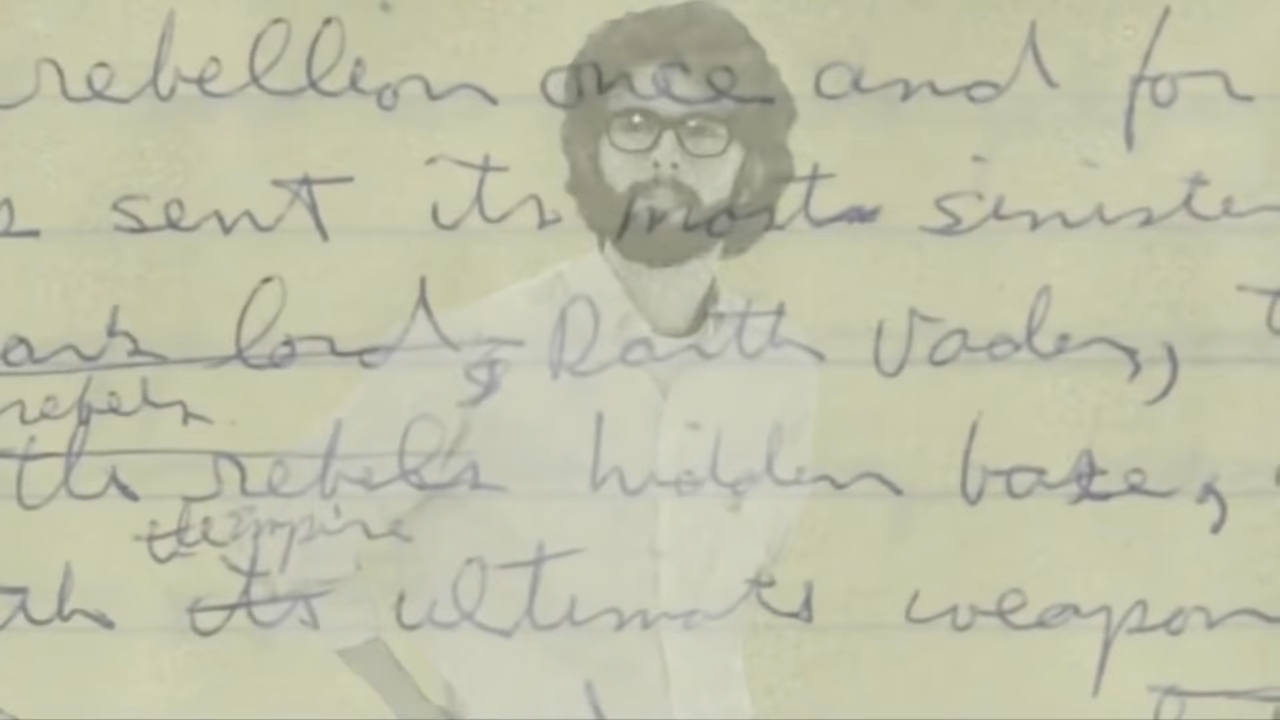 rebellion once and for
sent its most sinister
lord, Darth Vader,
rebels
the rebels hidden base,
the Empire
its ultimate weapon